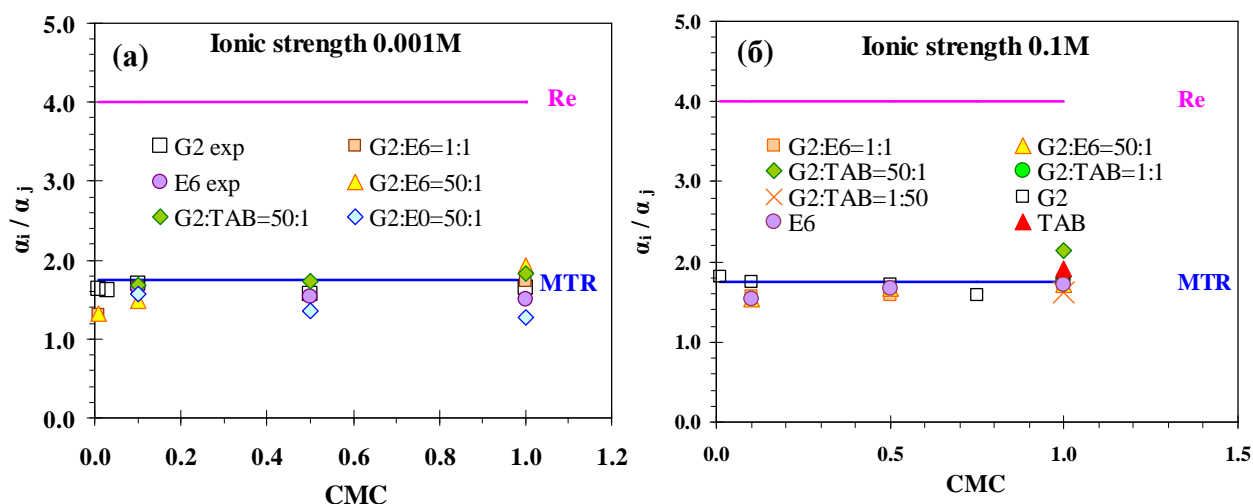 (a)
Ionic strength 0.001M
5.0
4.0
3.0
2.0
1.0
0.0
αi / α j
Re
G2 exp
G2:E6=1:1
E6 exp
G2:E6=50:1
G2:TAB=50:1
G2:E0=50:1
MTR
0.0 0.2 0.4 0.6 0.8 1.0 1.2
CMC
(б)
Ionic strength 0.1M
5.0
4.0
3.0
2.0
1.0
0.0
αi / α j
Re
G2:E6=1:1
G2:E6=50:1
G2:TAB=50:1
G2:TAB=1:1
G2:TAB=1:50
G2
E6
TAB
MTR
0.0 0.5 1.0 1.5
CMC